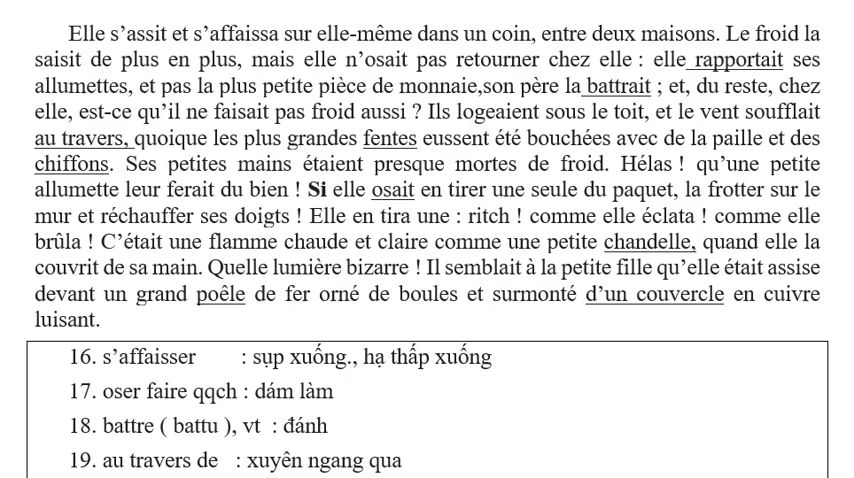 Elle s’assit et s’affaissa sur elle-même dans un coin, entre deux maisons. Le froid la
saisit de plus en plus, mais elle n’osait pas retourner chez elle : elle rapportait ses
allumettes, et pas la plus petite pièce de monnaie,son père la battrait ; et, du reste, chez
elle, est-ce qu’il ne faisait pas froid aussi ? Ils logeaient sous le toit, et le vent soufflait
au travers, quoique les plus grandes fentes eussent été bouchées avec de la paille et des
chiffons. Ses petites mains étaient presque mortes de froid. Hélas ! qu’une petite
allumette leur ferait du bien ! Si elle osait en tirer une seule du paquet, la frotter sur le
mur et réchauffer ses doigts ! Elle en tira une : ritch ! comme elle éclata ! comme elle
brûla ! C’était une flamme chaude et claire comme une petite chandelle, quand elle la
couvrit de sa main. Quelle lumière bizarre ! Il semblait à la petite fille qu’elle était assise
devant un grand poêle de fer orné de boules et surmonté d’un couvercle en cuivre
luisant.
16. s’affaisser : sụp xuống., hạ thấp xuống
17. oser faire qqch : dám làm
18. battre ( battu ), vt : đánh
19. au travers de : xuyên ngang qua